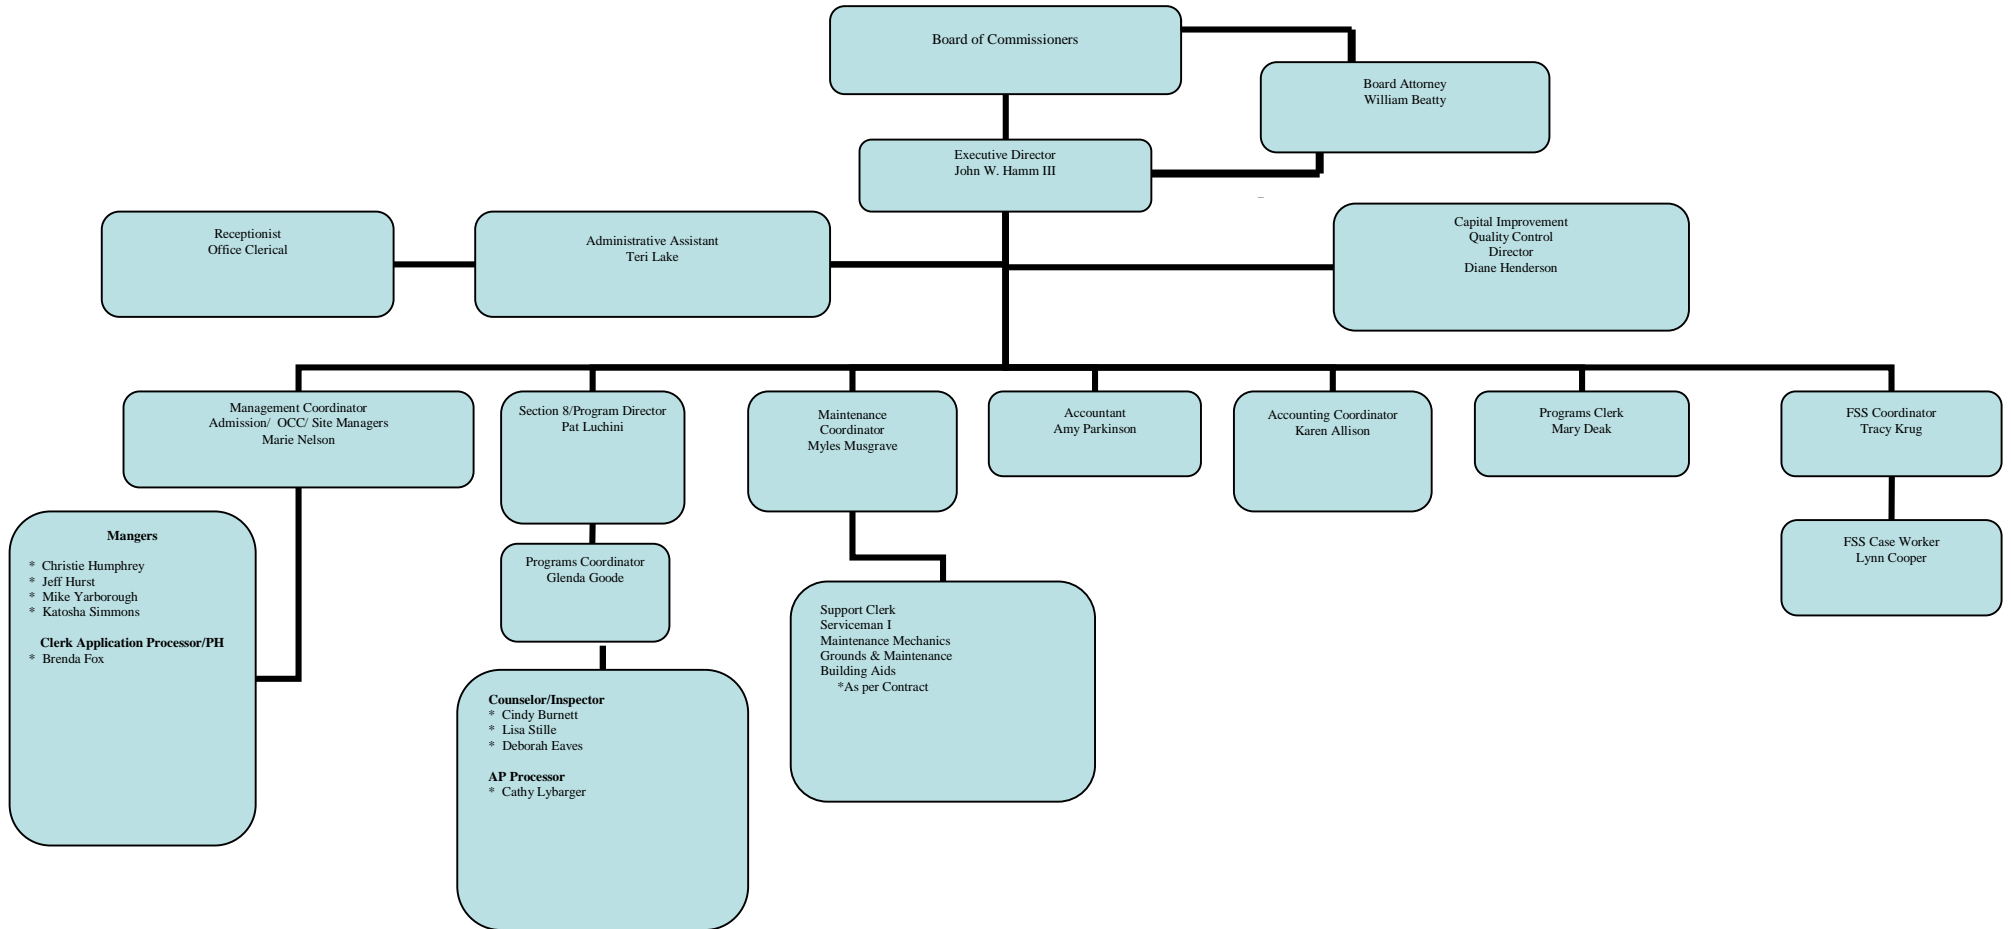 Board of Commissioners
Board Attorney
William Beatty
Executive Director
John W. Hamm III
Receptionist
Office Clerical
Administrative Assistant
Teri Lake
Capital Improvement
Quality Control
Director
Diane Henderson
Management Coordinator
Admission/ OCC/ Site Managers
Marie Nelson
Section 8/Program Director
Pat Luchini
Maintenance
Coordinator
Myles Musgrave
Accountant
Amy Parkinson
Accounting Coordinator
Karen Allison
Programs Clerk
Mary Deak
FSS Coordinator
Tracy Krug
Mangers
* Christie Humphrey
* Jeff Hurst
* Mike Yarborough
* Katosha Simmons
Clerk Application Processor/PH
* Brenda Fox
Programs Coordinator
Glenda Goode
Counselor/Inspector
* Cindy Burnett
* Lisa Stille
* Deborah Eaves
AP Processor
* Cathy Lybarger
Support Clerk
Serviceman I
Maintenance Mechanics
Grounds & Maintenance
Building Aids
*As per Contract
FSS Case Worker
Lynn Cooper